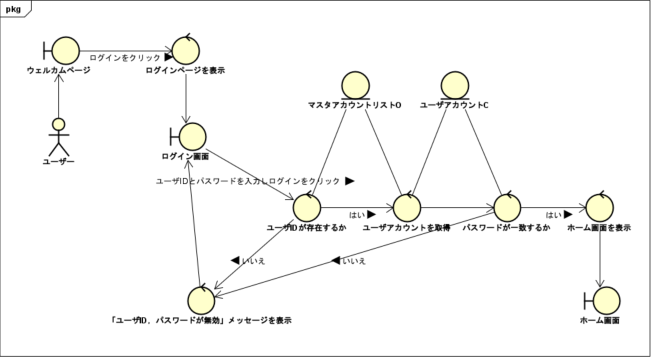 pkg
ログインをクリック ▶
ウェルカムページ
ログインページを表示
マスタアカウントリストO
ユーザアカウントC
ユーザー
ログイン画面
ユーザIDとパスワードを入力しログインをクリック ▶
はい ▶
はい ▶
ユーザIDが存在するか
ユーザアカウントを取得
パスワードが一致するか
ホーム画面を表示
◀ いいえ
◀ いいえ
「ユーザID，パスワードが無効」メッセージを表示
ホーム画面